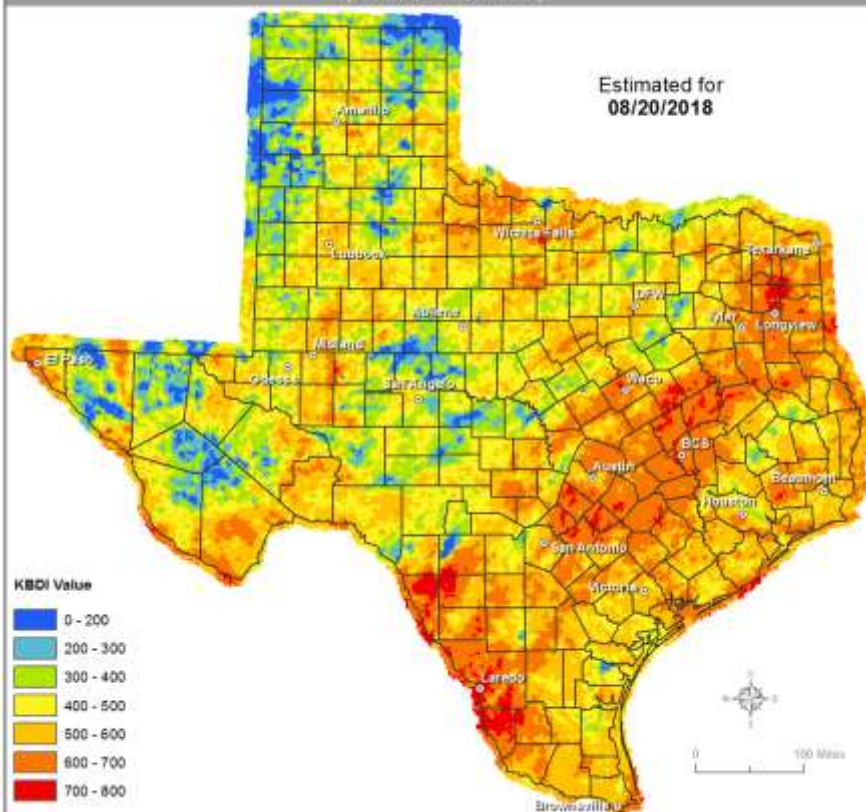 Estimated for
08/20/2018
Amarillo
Wichita Falls
Texarkana
Lubbock
DFW
Abilene
Tyler
Longview
Midland
El Paso
Odessa
San Angelo
Waco
BCS
Austin
Beaumont
Houston
San Antonio
Victoria
KBDI Value
0 - 200
200 - 300
300 - 400
400 - 500
500 - 600
600 - 700
700 - 800
Laredo
0 100 Miles
Brownsville